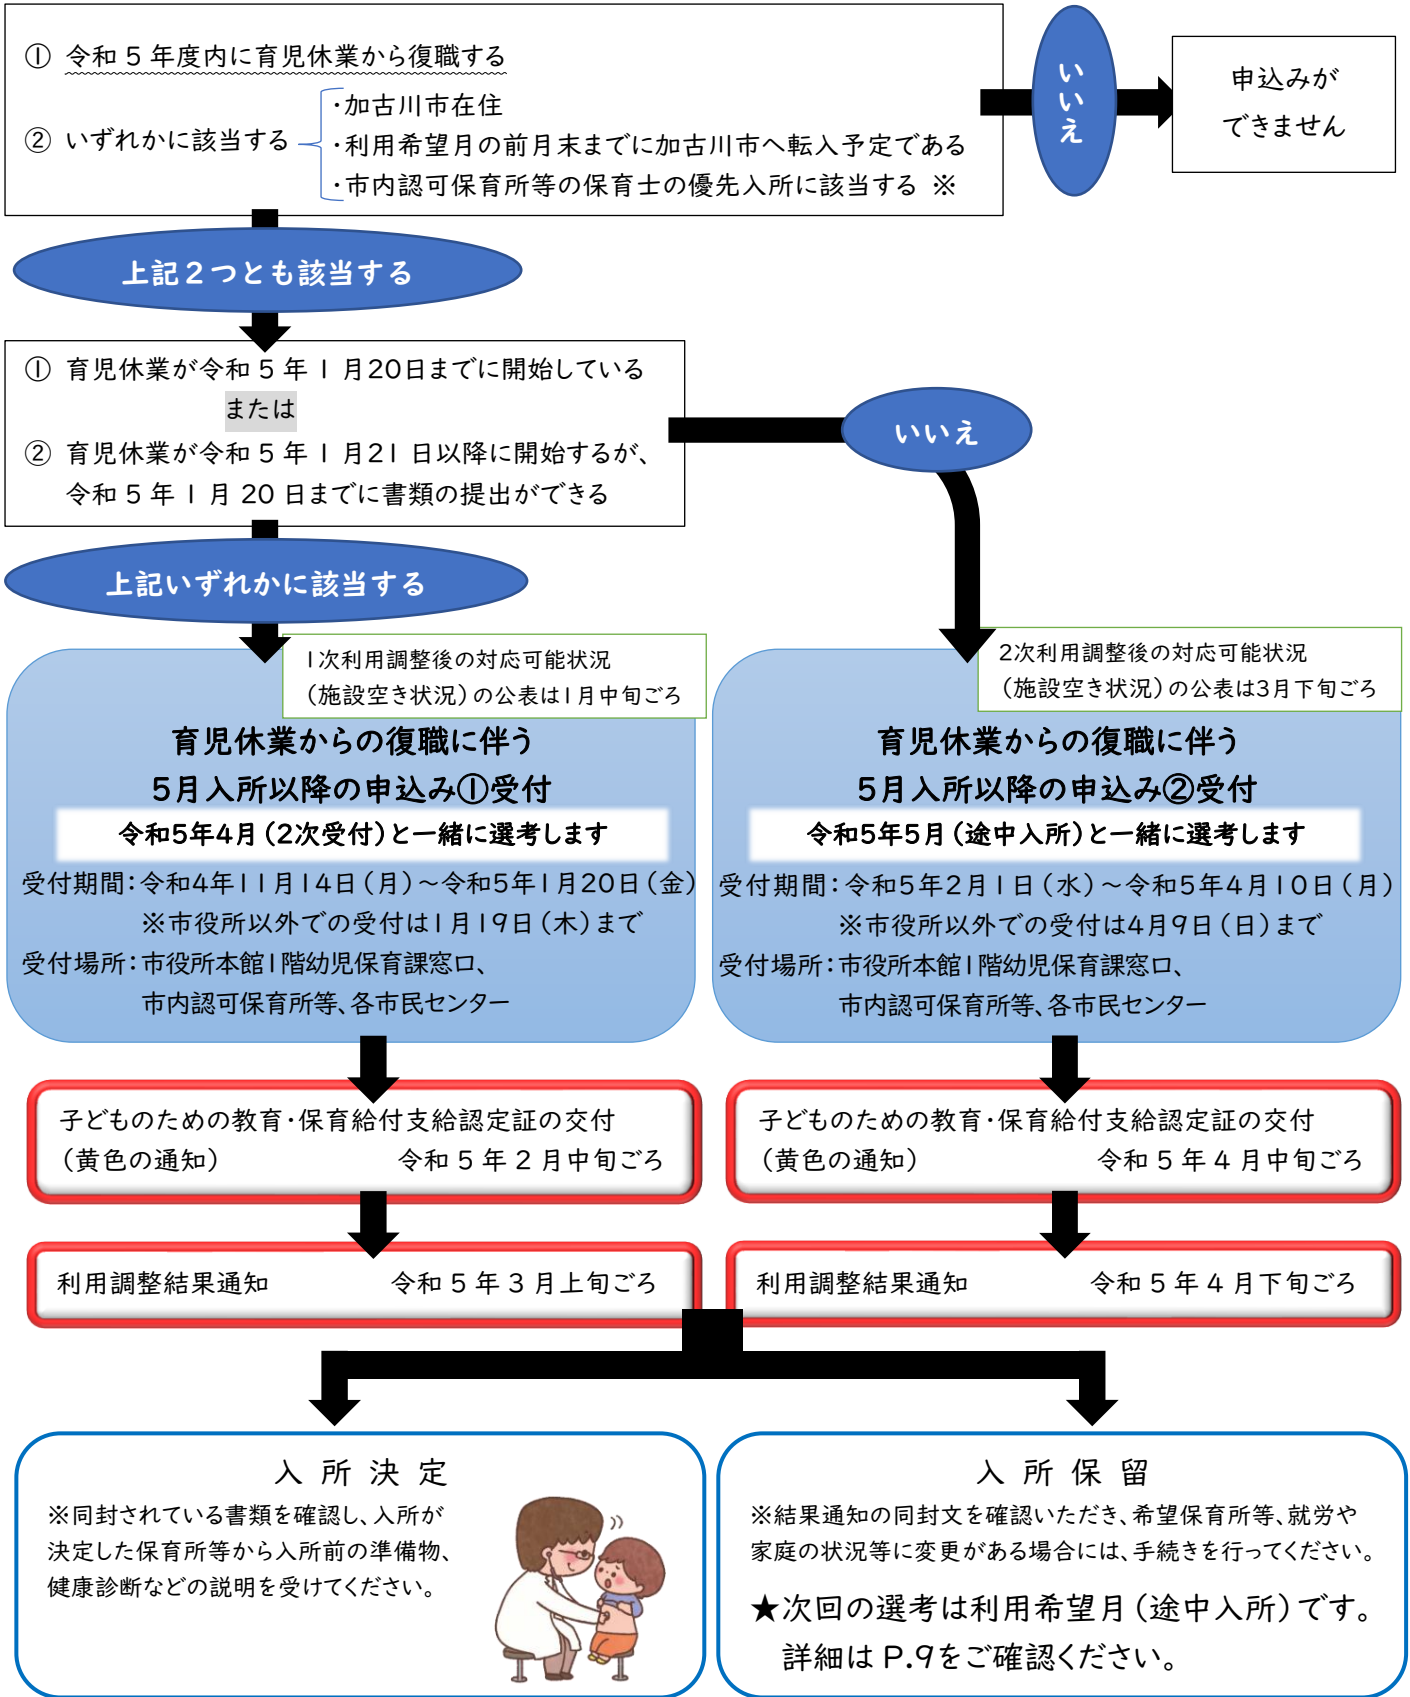 ① 令和５年度内に育児休業から復職する
② いずれかに該当する
・加古川市在住
・利用希望月の前月末までに加古川市へ転入予定である
・市内認可保育所等の保育士の優先入所に該当する ※
いいえ
申込みが
できません
上記２つとも該当する
① 育児休業が令和５年１月20日までに開始している
または
② 育児休業が令和５年１月21日以降に開始するが、
令和５年１月20日までに書類の提出ができる
いいえ
上記いずれかに該当する
1次利用調整後の対応可能状況
（施設空き状況）の公表は1月中旬ごろ
育児休業からの復職に伴う
5月入所以降の申込み①受付
令和5年4月（2次受付）と一緒に選考します
受付期間：令和4年11月14日（月）～令和5年1月20日（金）
※市役所以外での受付は1月19日（木）まで
受付場所：市役所本館1階幼児保育課窓口、
市内認可保育所等、各市民センター
2次利用調整後の対応可能状況
（施設空き状況）の公表は3月下旬ごろ
育児休業からの復職に伴う
5月入所以降の申込み②受付
令和5年5月（途中入所）と一緒に選考します
受付期間：令和5年2月1日（水）～令和5年4月10日（月）
※市役所以外での受付は4月9日（日）まで
受付場所：市役所本館1階幼児保育課窓口、
市内認可保育所等、各市民センター
子どものための教育・保育給付支給認定証の交付
（黄色の通知） 令和５年２月中旬ごろ
子どものための教育・保育給付支給認定証の交付
（黄色の通知） 令和５年４月中旬ごろ
利用調整結果通知 令和５年３月上旬ごろ
利用調整結果通知 令和５年４月下旬ごろ
入所決定
※同封されている書類を確認し、入所が
決定した保育所等から入所前の準備物、
健康診断などの説明を受けてください。
入所保留
※結果通知の同封文を確認いただき、希望保育所等、就労や
家庭の状況等に変更がある場合には、手続きを行ってください。
★次回の選考は利用希望月（途中入所）です。
詳細は P.9をご確認ください。